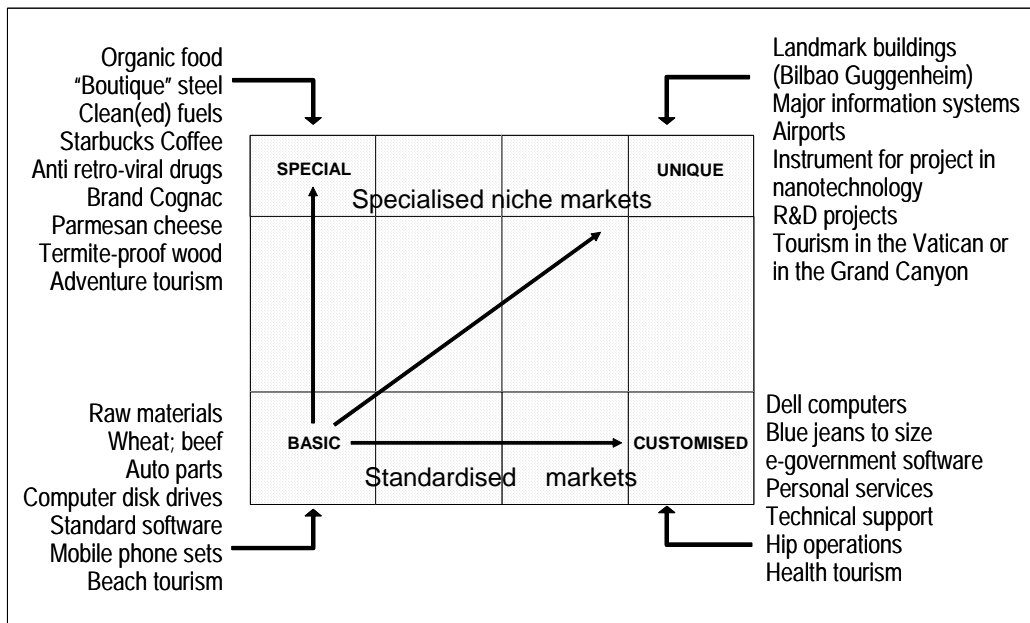 Organic food
“Boutique” steel
Clean(ed) fuels
Starbucks Coffee
Anti retro-viral drugs
Brand Cognac
Parmesan cheese
Termite-proof wood
Adventure tourism
Landmark buildings
(Bilbao Guggenheim)
Major information systems
Airports
Instrument for project in
nanotechnology
R&D projects
Tourism in the Vatican or
in the Grand Canyon
SPECIAL
UNIQUE
Specialised niche markets
BASIC
CUSTOMISED
Standardised markets
Raw materials
Wheat; beef
Auto parts
Computer disk drives
Standard software
Mobile phone sets
Beach tourism
Dell computers
Blue jeans to size
e-government software
Personal services
Technical support
Hip operations
Health tourism